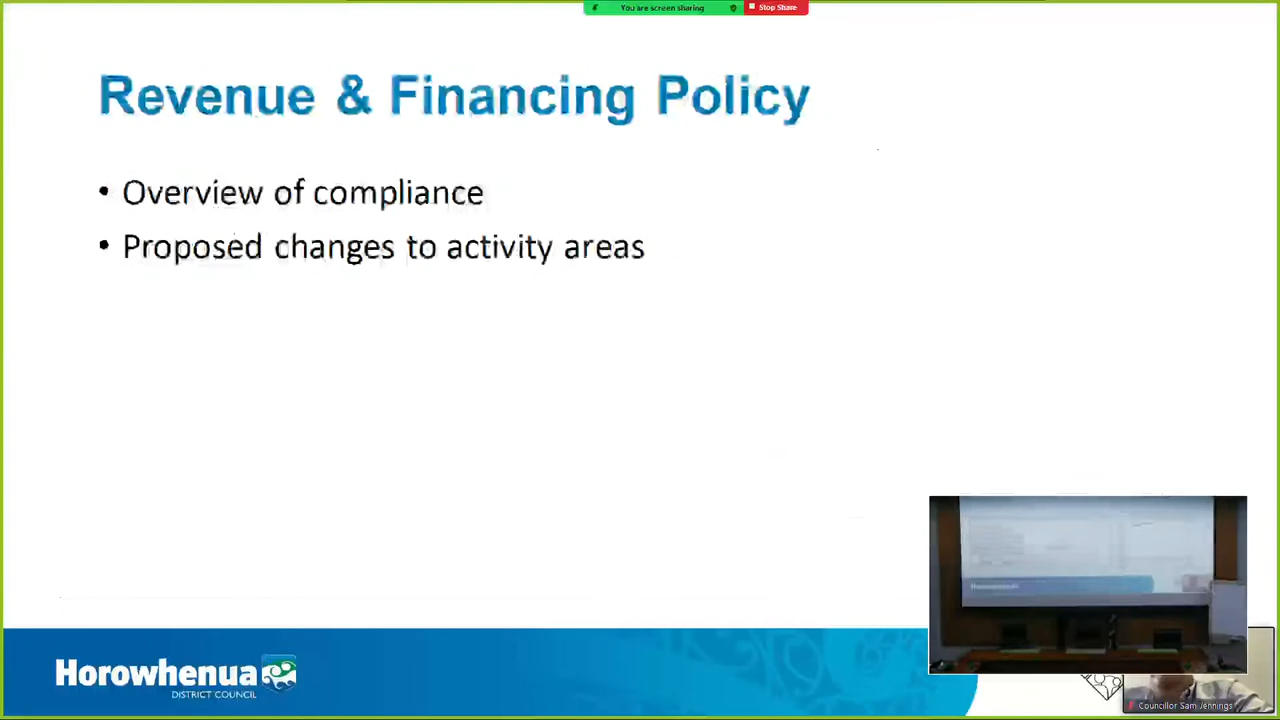 You are screen sharing
Stop Share
Revenue & Financing Policy
• Overview of compliance
• Proposed changes to activity areas
Horowhenua
DISTRICT COUNCIL
Horowhenua
Councillor Sam Jennings